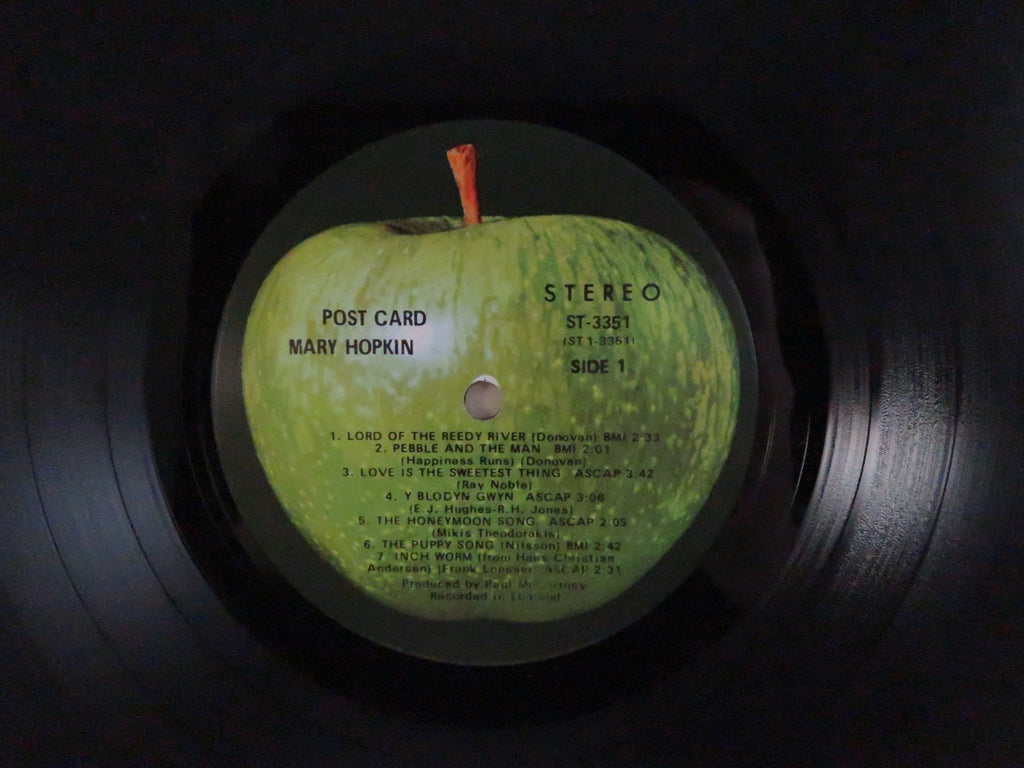 POST CARD
MARY HOPKIN
STEREO
ST-3351
(ST 1-3351)
SIDE 1
1. LORD OF THE REEDY RIVER (Donovan) BMI 2:33
2. PEBBLE AND THE MAN BMI 2:01
(Happiness Runs) (Donovan)
3. LOVE IS THE SWEETEST THING ASCAP 3:42
(Ray Noble)
4. Y BLODYN GWYN ASCAP 3:06
(E.J. Hughes-R.H. Jones)
5. THE HONEYMOON SONG ASCAP 2:05
(Mikis Theodorakis)
6. THE PUPPY SONG (Nilsson) BMI 2:42
7. INCH WORM (from Hans Christian
Andersen) (Frank Loesser) ASCAP 2:31
Produced by Paul McCartney
Recorded in England